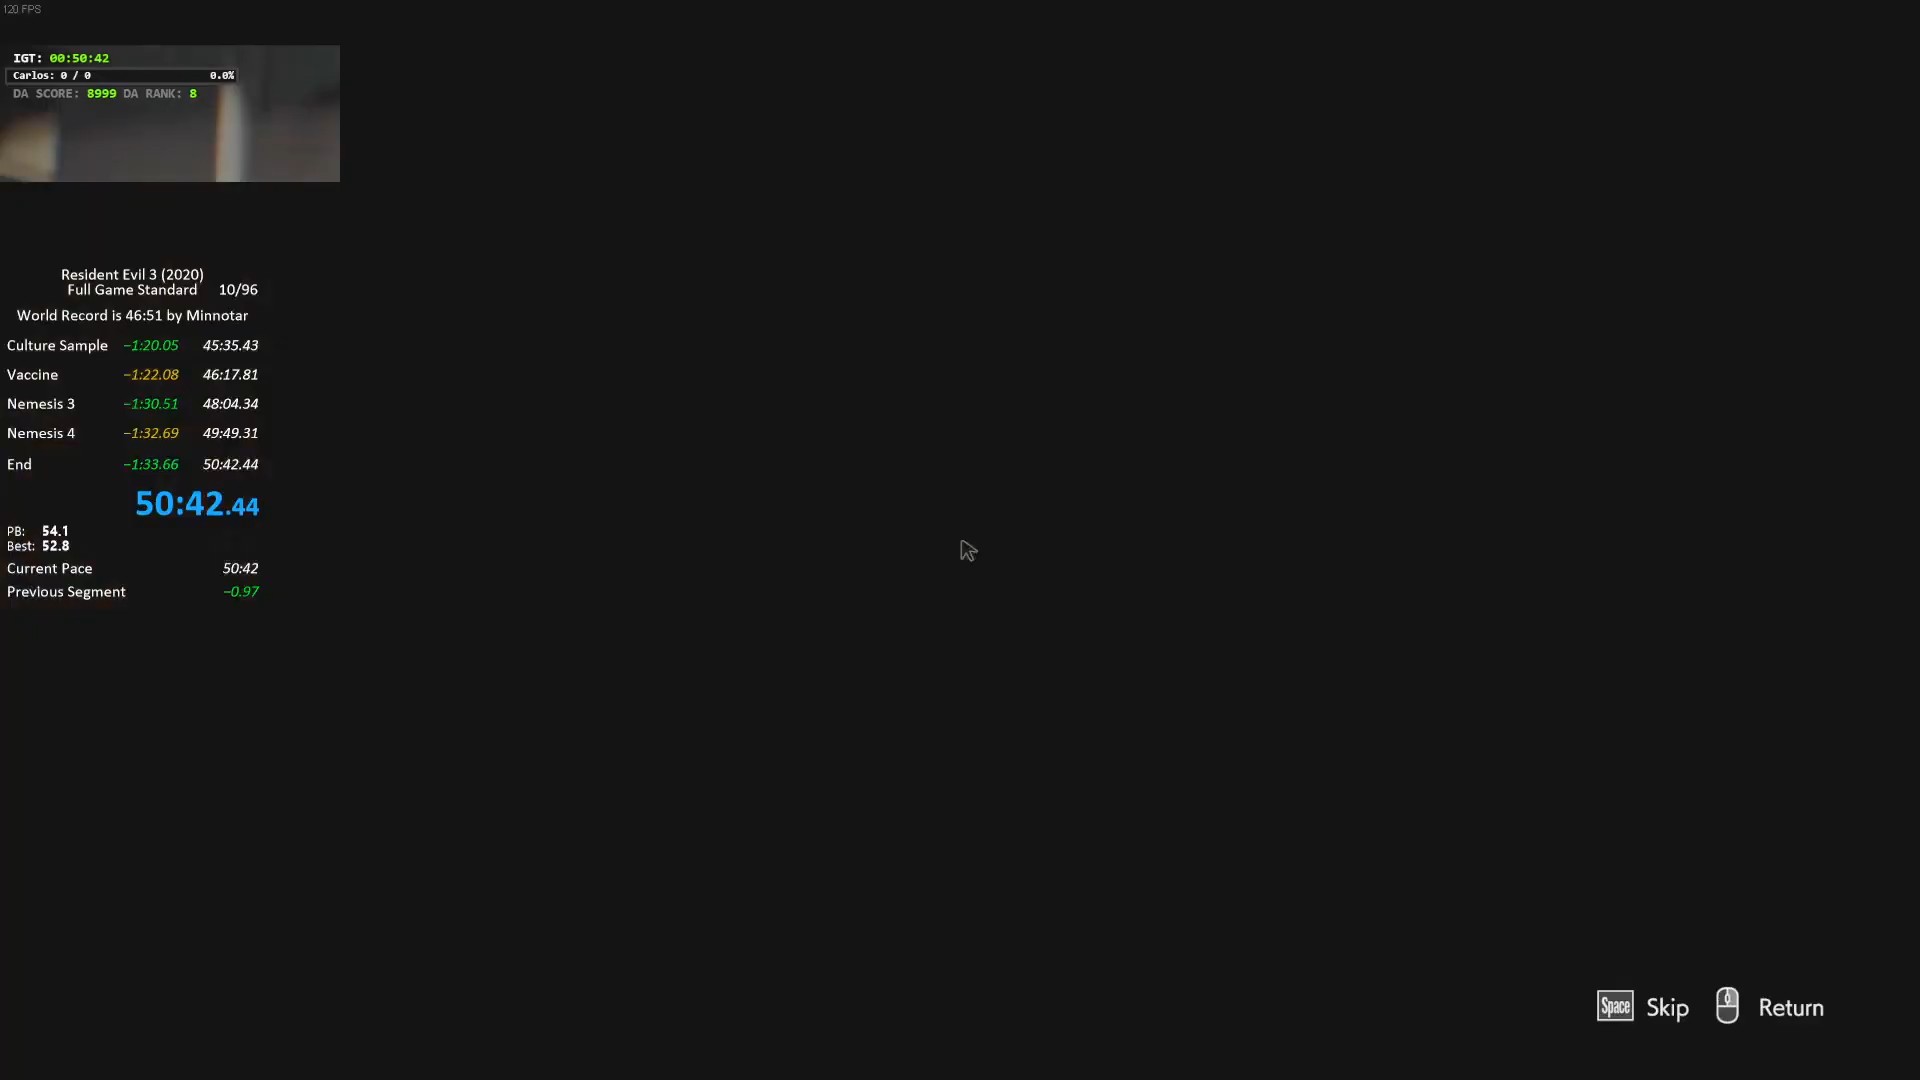 120 FPS
IGT: 00:50:42
Carlos: 0 / 0 0.0%
DA SCORE: 8999 DA RANK: 8
Resident Evil 3 (2020)
Full Game Standard 10/96
World Record is 46:51 by Minnotar
Culture Sample −1:20.05 45:35.43
Vaccine −1:22.08 46:17.81
Nemesis 3 −1:30.51 48:04.34
Nemesis 4 −1:32.69 49:49.31
End −1:33.66 50:42.44
50:42.44
PB: 54.1
Best: 52.8
Current Pace 50:42
Previous Segment −0.97
Space Skip Return